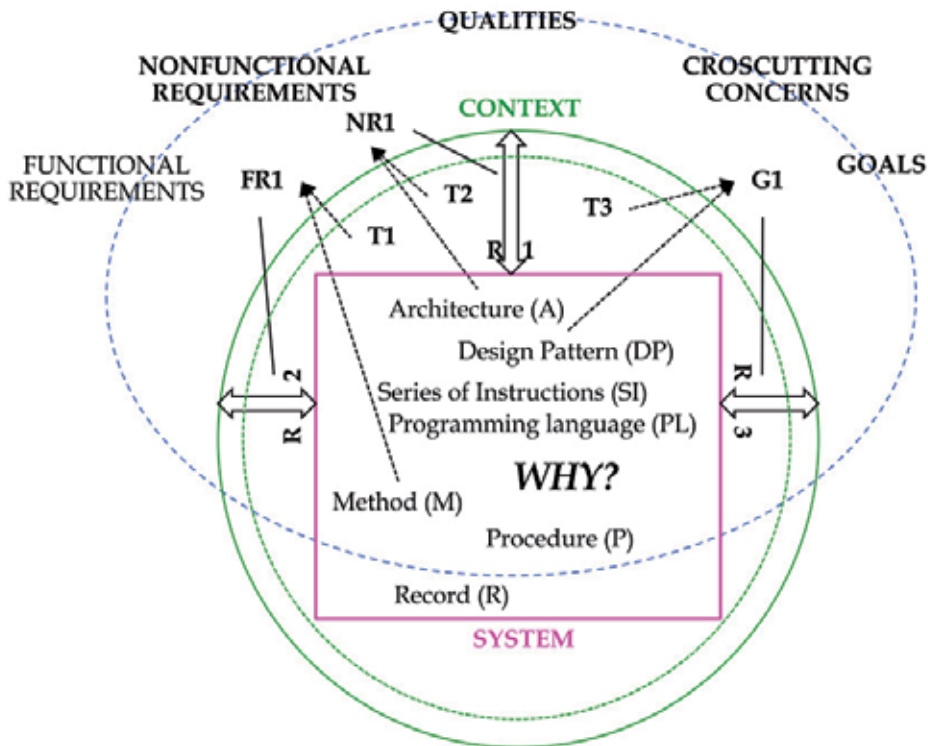 QUALITIES
NONFUNCTIONAL
REQUIREMENTS
CROSCUTTING
CONCERNS
CONTEXT
NR1
FUNCTIONAL
REQUIREMENTS
FR1
GOALS
G1
T2
T3
T1
R 1
Architecture (A)
Design Pattern (DP)
R 2
R 3
Series of Instructions (SI)
Programming language (PL)
WHY?
Method (M)
Procedure (P)
Record (R)
SYSTEM